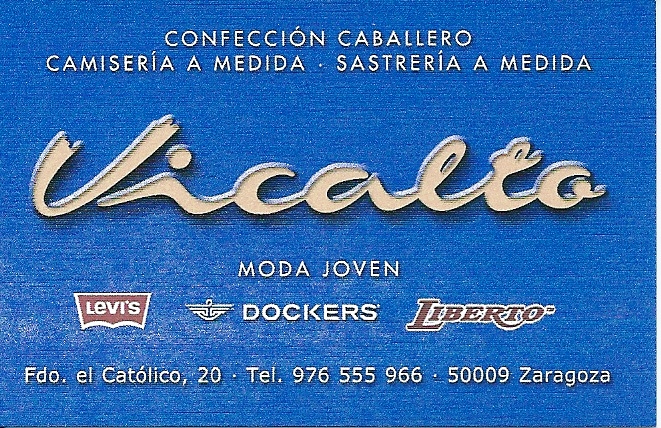 CONFECCIÓN CABALLERO
CAMISERÍA A MEDIDA · SASTRERÍA A MEDIDA
Vicalto
MODA JOVEN
LEVI'S DOCKERS LIBERTO
Fdo. el Católico, 20 · Tel. 976 555 966 · 50009 Zaragoza